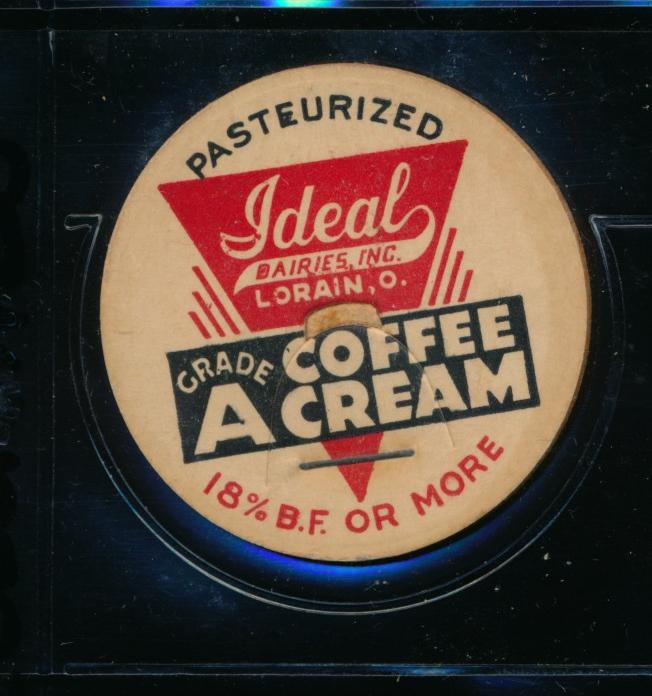 PASTEURIZED
Ideal
DAIRIES, INC.
LORAIN, O.
GRADE A
COFFEE
CREAM
18% B.F. OR MORE